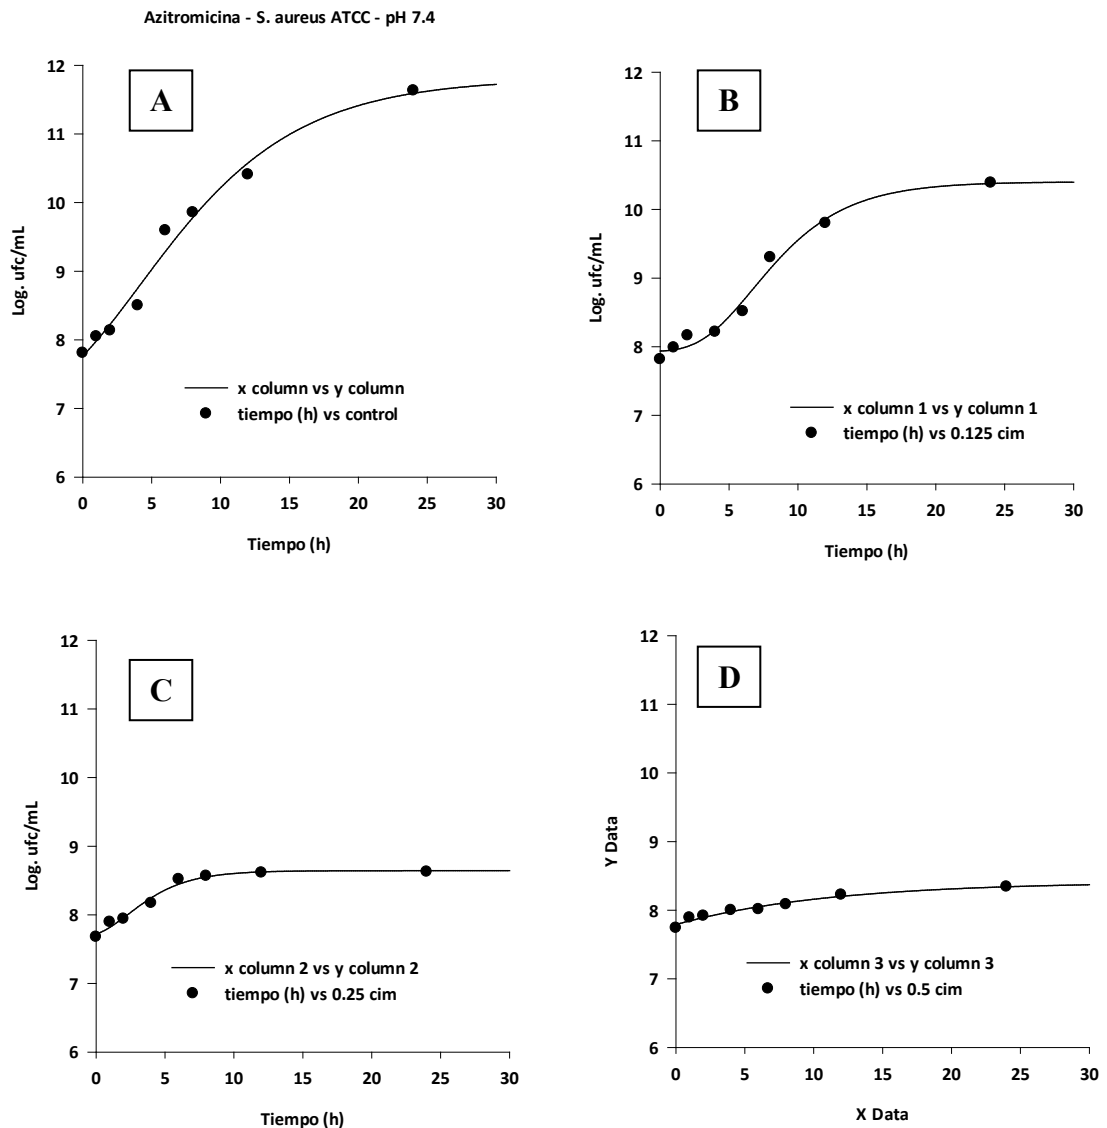 Azitromicina - S. aureus ATCC - pH 7.4
A
12
11
10
9
8
7
6
Log. ufc/mL
x column vs y column
tiempo (h) vs control
0 5 10 15 20 25 30
Tiempo (h)
B
12
11
10
9
8
7
6
Log. ufc/mL
x column 1 vs y column 1
tiempo (h) vs 0.125 cim
0 5 10 15 20 25 30
Tiempo (h)
C
12
11
10
9
8
7
6
Log. ufc/mL
x column 2 vs y column 2
tiempo (h) vs 0.25 cim
0 5 10 15 20 25 30
Tiempo (h)
D
12
11
10
9
8
7
6
Y Data
x column 3 vs y column 3
tiempo (h) vs 0.5 cim
0 5 10 15 20 25 30
X Data